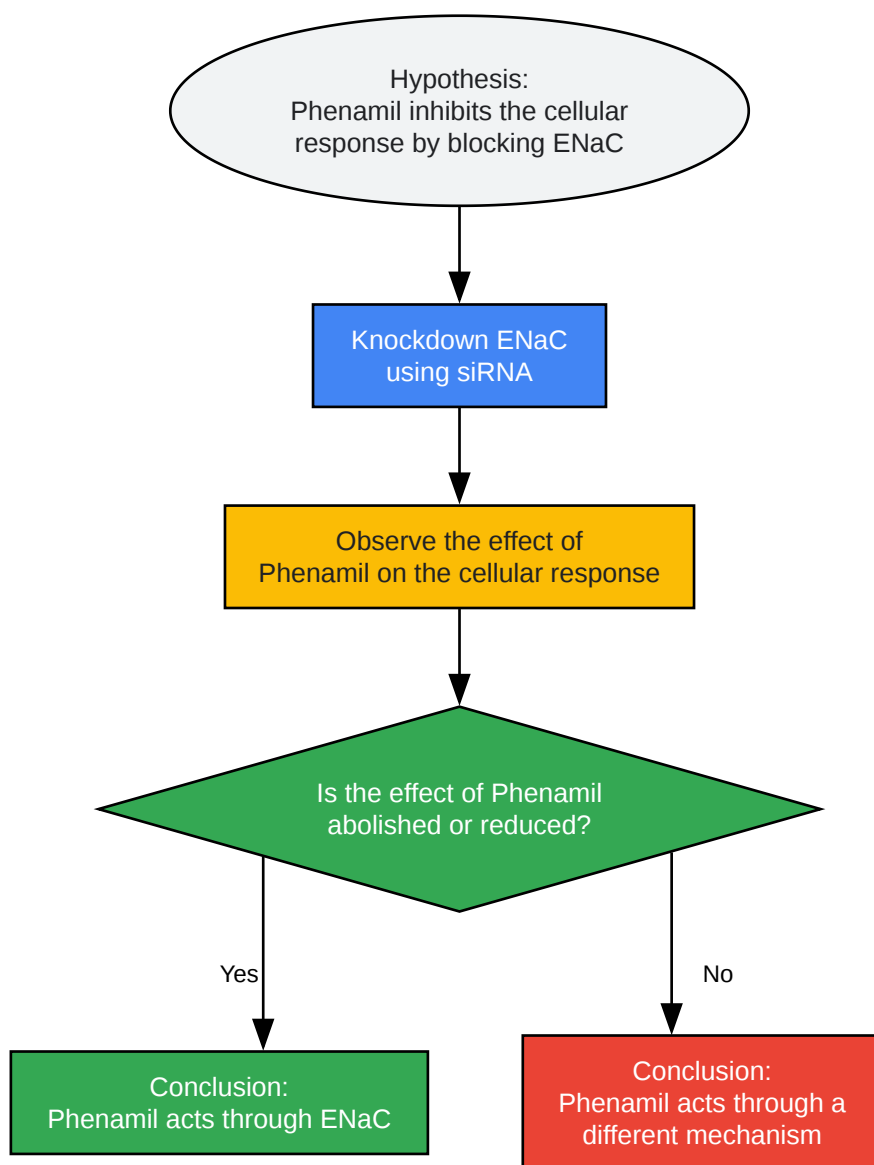 Hypothesis:
Phenamil inhibits the cellular
response by blocking ENaC
Knockdown ENaC
using siRNA
Observe the effect of
Phenamil on the cellular response
Is the effect of Phenamil
abolished or reduced?
Yes
No
Conclusion:
Phenamil acts through ENaC
Conclusion:
Phenamil acts through a
different mechanism